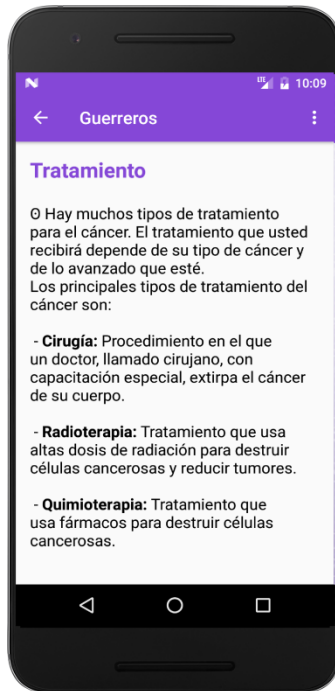 N LTE 10:09
Guerreros
Tratamiento
ʘ Hay muchos tipos de tratamiento
para el cáncer. El tratamiento que usted
recibirá depende de su tipo de cáncer y
de lo avanzado que esté.
Los principales tipos de tratamiento del
cáncer son:
- Cirugía: Procedimiento en el que
un doctor, llamado cirujano, con
capacitación especial, extirpa el cáncer
de su cuerpo.
- Radioterapia: Tratamiento que usa
altas dosis de radiación para destruir
células cancerosas y reducir tumores.
- Quimioterapia: Tratamiento que
usa fármacos para destruir células
cancerosas.